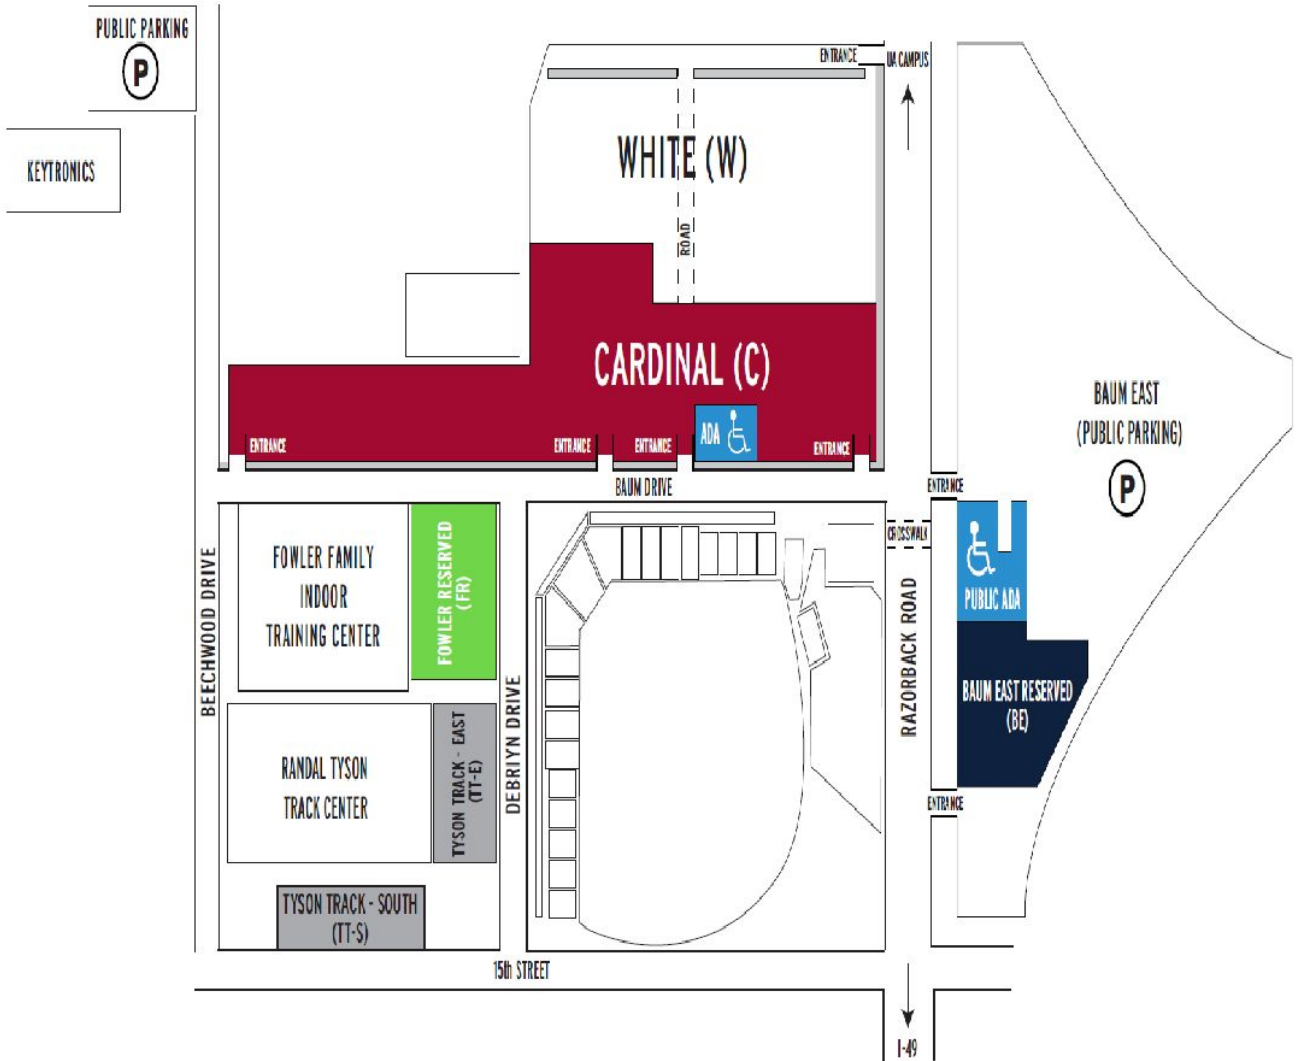 PUBLIC PARKING
P
KEYTRONICS
ENTRANCE
UA CAMPUS
WHITE (W)
ROAD
CARDINAL (C)
ADA
ENTRANCE
ENTRANCE
ENTRANCE
ENTRANCE
BAUM EAST
(PUBLIC PARKING)
P
BAUM DRIVE
ENTRANCE
CROSSWALK
PUBLIC ADA
BEECHWOOD DRIVE
FOWLER FAMILY
INDOOR
TRAINING CENTER
FOWLER RESERVED
(FR)
RAZORBACK ROAD
BAUM EAST RESERVED
(BE)
DEBRIYN DRIVE
RANDAL TYSON
TRACK CENTER
TYSON TRACK - EAST
(TT-E)
ENTRANCE
TYSON TRACK - SOUTH
(TT-S)
15th STREET
I-49